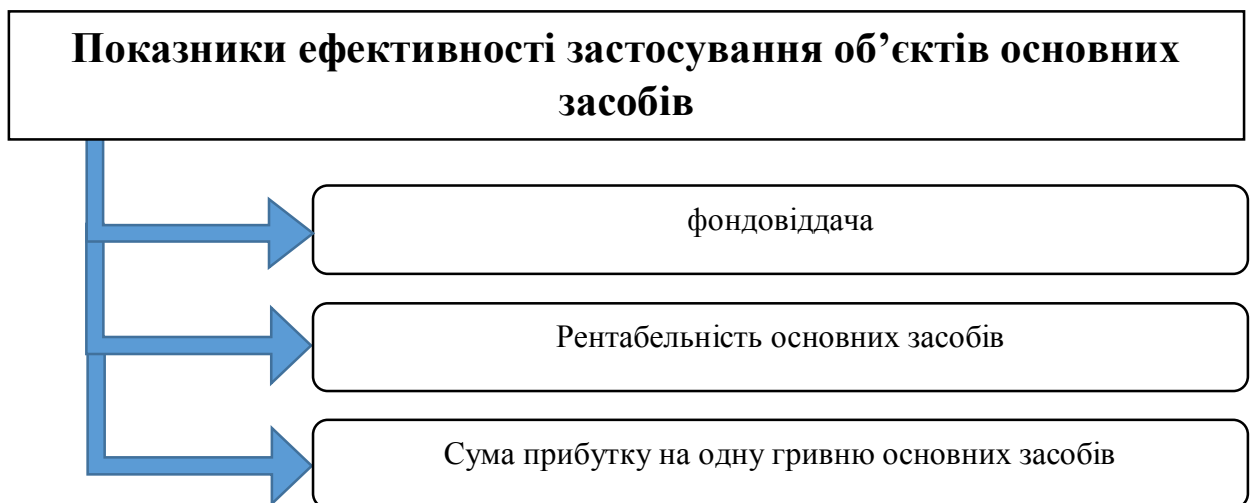 Показники ефективності застосування об’єктів основних
засобів
фондовіддача
Рентабельність основних засобів
Сума прибутку на одну гривню основних засобів